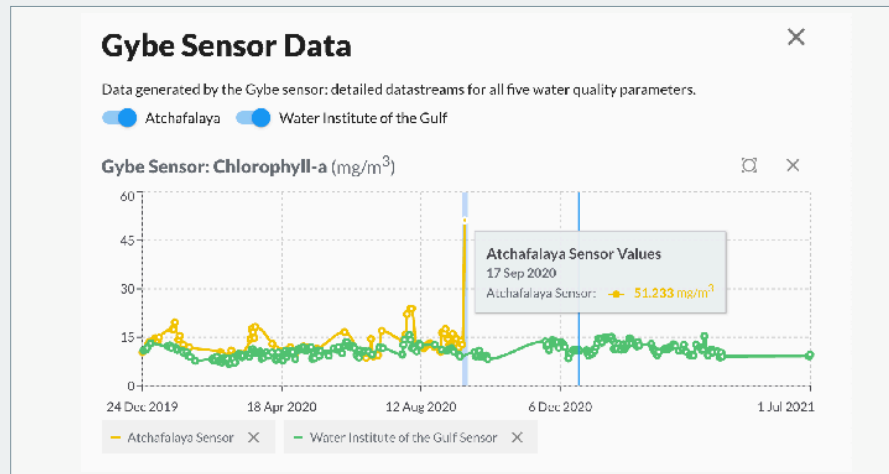 Gybe Sensor Data
Data generated by the Gybe sensor: detailed datastreams for all five water quality parameters.
Atchafalaya Water Institute of the Gulf
Gybe Sensor: Chlorophyll-a (mg/m³)
60
45
30
15
0
Atchafalaya Sensor Values
17 Sep 2020
Atchafalaya Sensor: 51.233 mg/m³
24 Dec 2019 18 Apr 2020 12 Aug 2020 6 Dec 2020 1 Jul 2021
Atchafalaya Sensor Water Institute of the Gulf Sensor